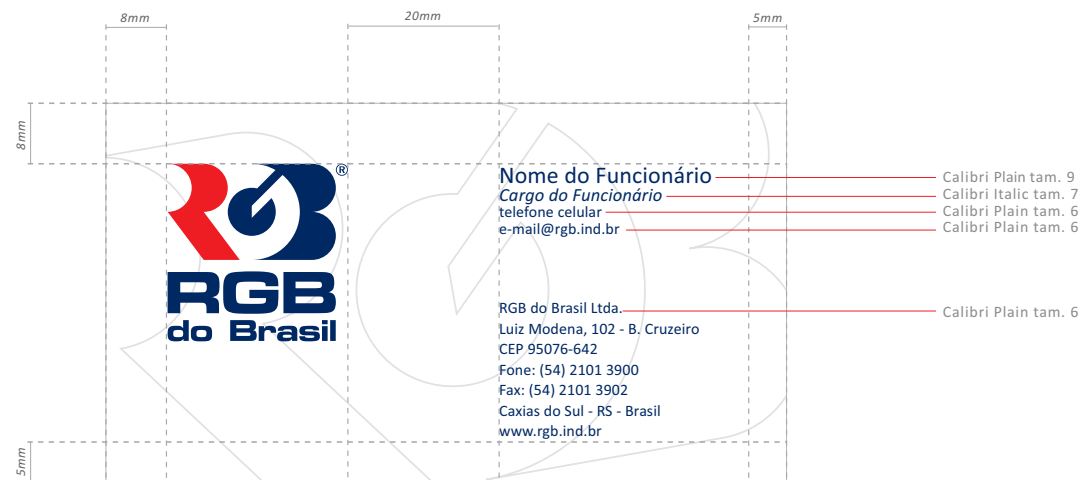 8mm
20mm
5mm
8mm
®
RGB
do Brasil
Nome do Funcionário
Calibri Plain tam. 9
Cargo do Funcionário
Calibri Italic tam. 7
telefone celular
Calibri Plain tam. 6
e-mail@rgb.ind.br
Calibri Plain tam. 6
RGB do Brasil Ltda.
Calibri Plain tam. 6
Luiz Modena, 102 - B. Cruzeiro
CEP 95076-642
Fone: (54) 2101 3900
Fax: (54) 2101 3902
Caxias do Sul - RS - Brasil
www.rgb.ind.br
5mm